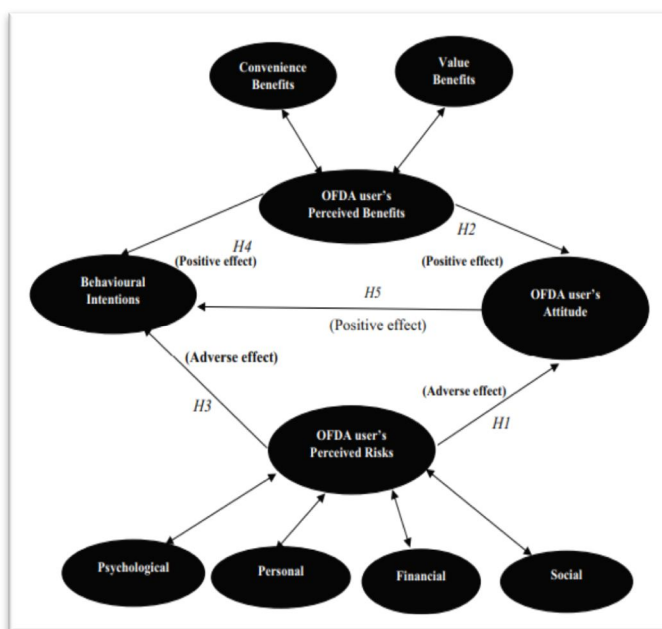 Convenience
Benefits
Value
Benefits
OFDA user's
Perceived Benefits
H4
(Positive effect)
H2
(Positive effect)
Behavioural
Intentions
H5
(Positive effect)
OFDA user's
Attitude
(Adverse effect)
H3
(Adverse effect)
H1
OFDA user's
Perceived Risks
Psychological
Personal
Financial
Social